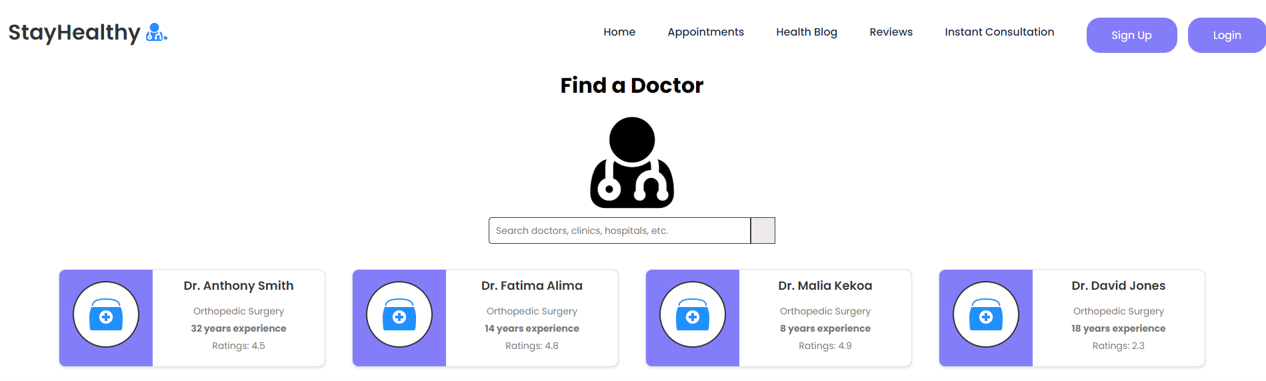 StayHealthy
Home Appointments Health Blog Reviews Instant Consultation Sign Up Login
Find a Doctor
Search doctors, clinics, hospitals, etc.
Dr. Anthony Smith
Orthopedic Surgery
32 years experience
Ratings: 4.5
Dr. Fatima Alima
Orthopedic Surgery
14 years experience
Ratings: 4.8
Dr. Malia Kekoa
Orthopedic Surgery
8 years experience
Ratings: 4.9
Dr. David Jones
Orthopedic Surgery
18 years experience
Ratings: 2.3